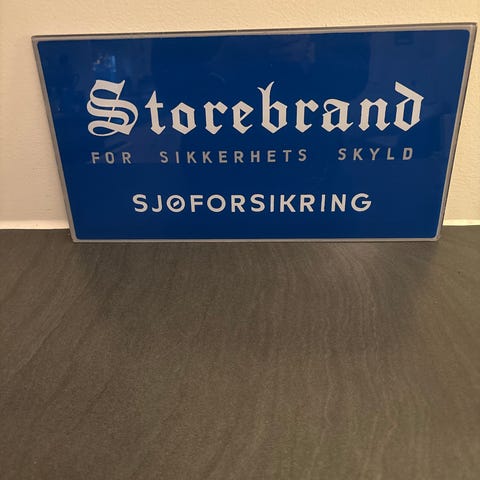 Storebrand
FOR SIKKERHETS SKYLD
SJØFORSIKRING